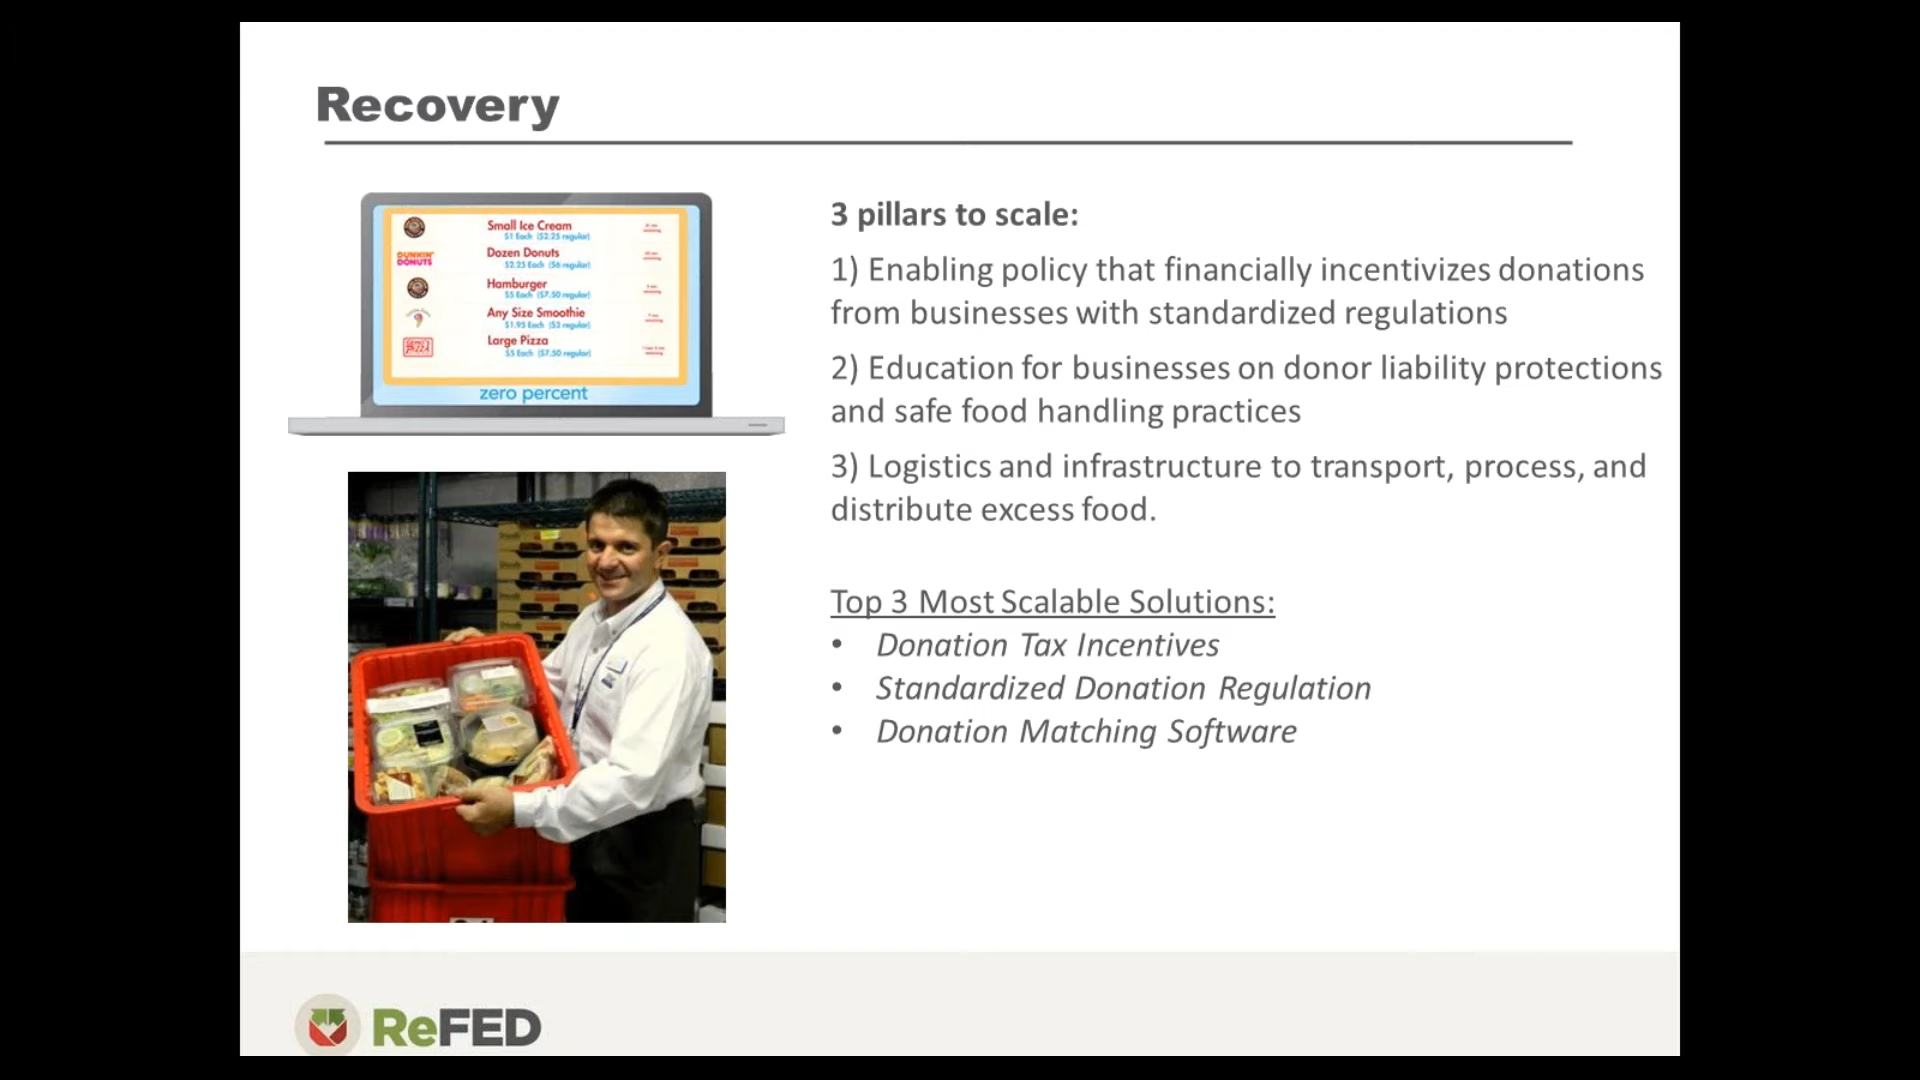 Recovery
Small Ice Cream
$1 Each ($2.25 regular)
DUNKIN'
DONUTS
Dozen Donuts
$2.25 Each ($6 regular)
Hamburger
$5 Each ($7.50 regular)
Any Size Smoothie
$1.95 Each ($3 regular)
Large Pizza
$5 Each ($7.50 regular)
zero percent
3 pillars to scale:
1) Enabling policy that financially incentivizes donations
from businesses with standardized regulations
2) Education for businesses on donor liability protections
and safe food handling practices
3) Logistics and infrastructure to transport, process, and
distribute excess food.
Top 3 Most Scalable Solutions:
• Donation Tax Incentives
• Standardized Donation Regulation
• Donation Matching Software
ReFED